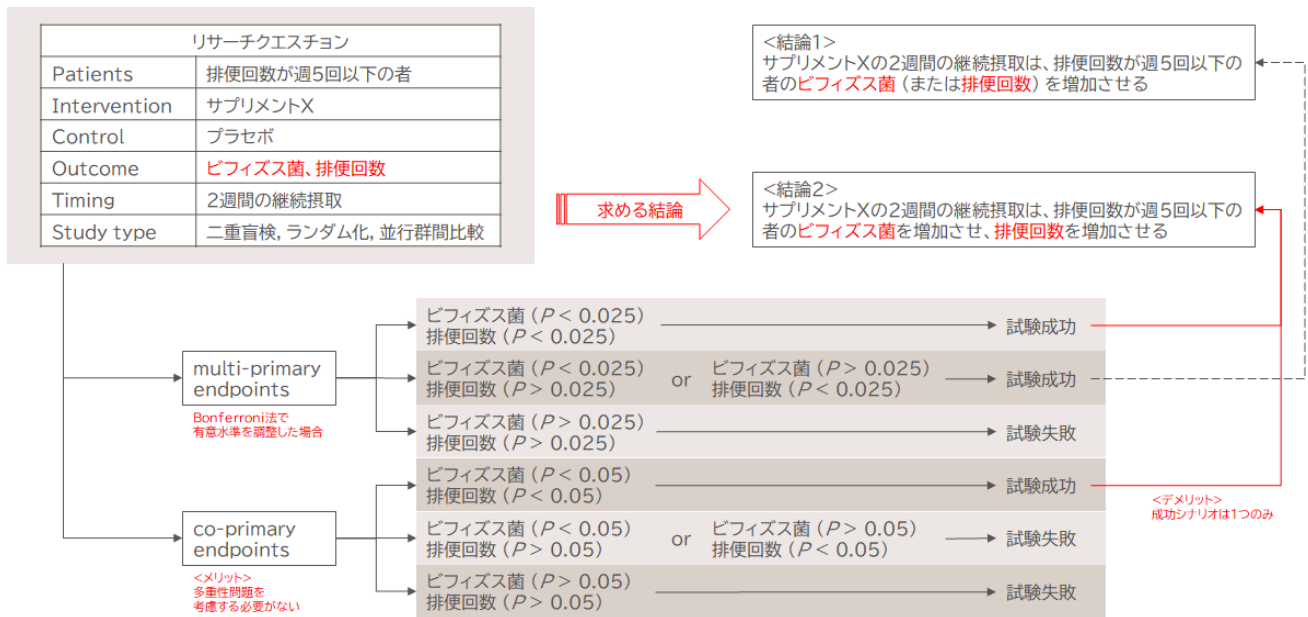 リサーチクエスチョン
Patients 排便回数が週5回以下の者
Intervention サプリメントX
Control プラセボ
Outcome ビフィズス菌、排便回数
Timing 2週間の継続摂取
Study type 二重盲検, ランダム化, 並行群間比較
<結論1>
サプリメントXの2週間の継続摂取は、排便回数が週5回以下の
者のビフィズス菌 (または排便回数) を増加させる
求める結論
<結論2>
サプリメントXの2週間の継続摂取は、排便回数が週5回以下の
者のビフィズス菌を増加させ、排便回数を増加させる
multi-primary
endpoints
Bonferroni法で
有意水準を調整した場合
ビフィズス菌 (P < 0.025)
排便回数 (P < 0.025)
試験成功
ビフィズス菌 (P < 0.025)
排便回数 (P > 0.025)
or
ビフィズス菌 (P > 0.025)
排便回数 (P < 0.025)
試験成功
ビフィズス菌 (P > 0.025)
排便回数 (P > 0.025)
試験失敗
co-primary
endpoints
<メリット>
多重性問題を
考慮する必要がない
ビフィズス菌 (P < 0.05)
排便回数 (P < 0.05)
試験成功
<デメリット>
成功シナリオは1つのみ
ビフィズス菌 (P < 0.05)
排便回数 (P > 0.05)
or
ビフィズス菌 (P > 0.05)
排便回数 (P < 0.05)
試験失敗
ビフィズス菌 (P > 0.05)
排便回数 (P > 0.05)
試験失敗